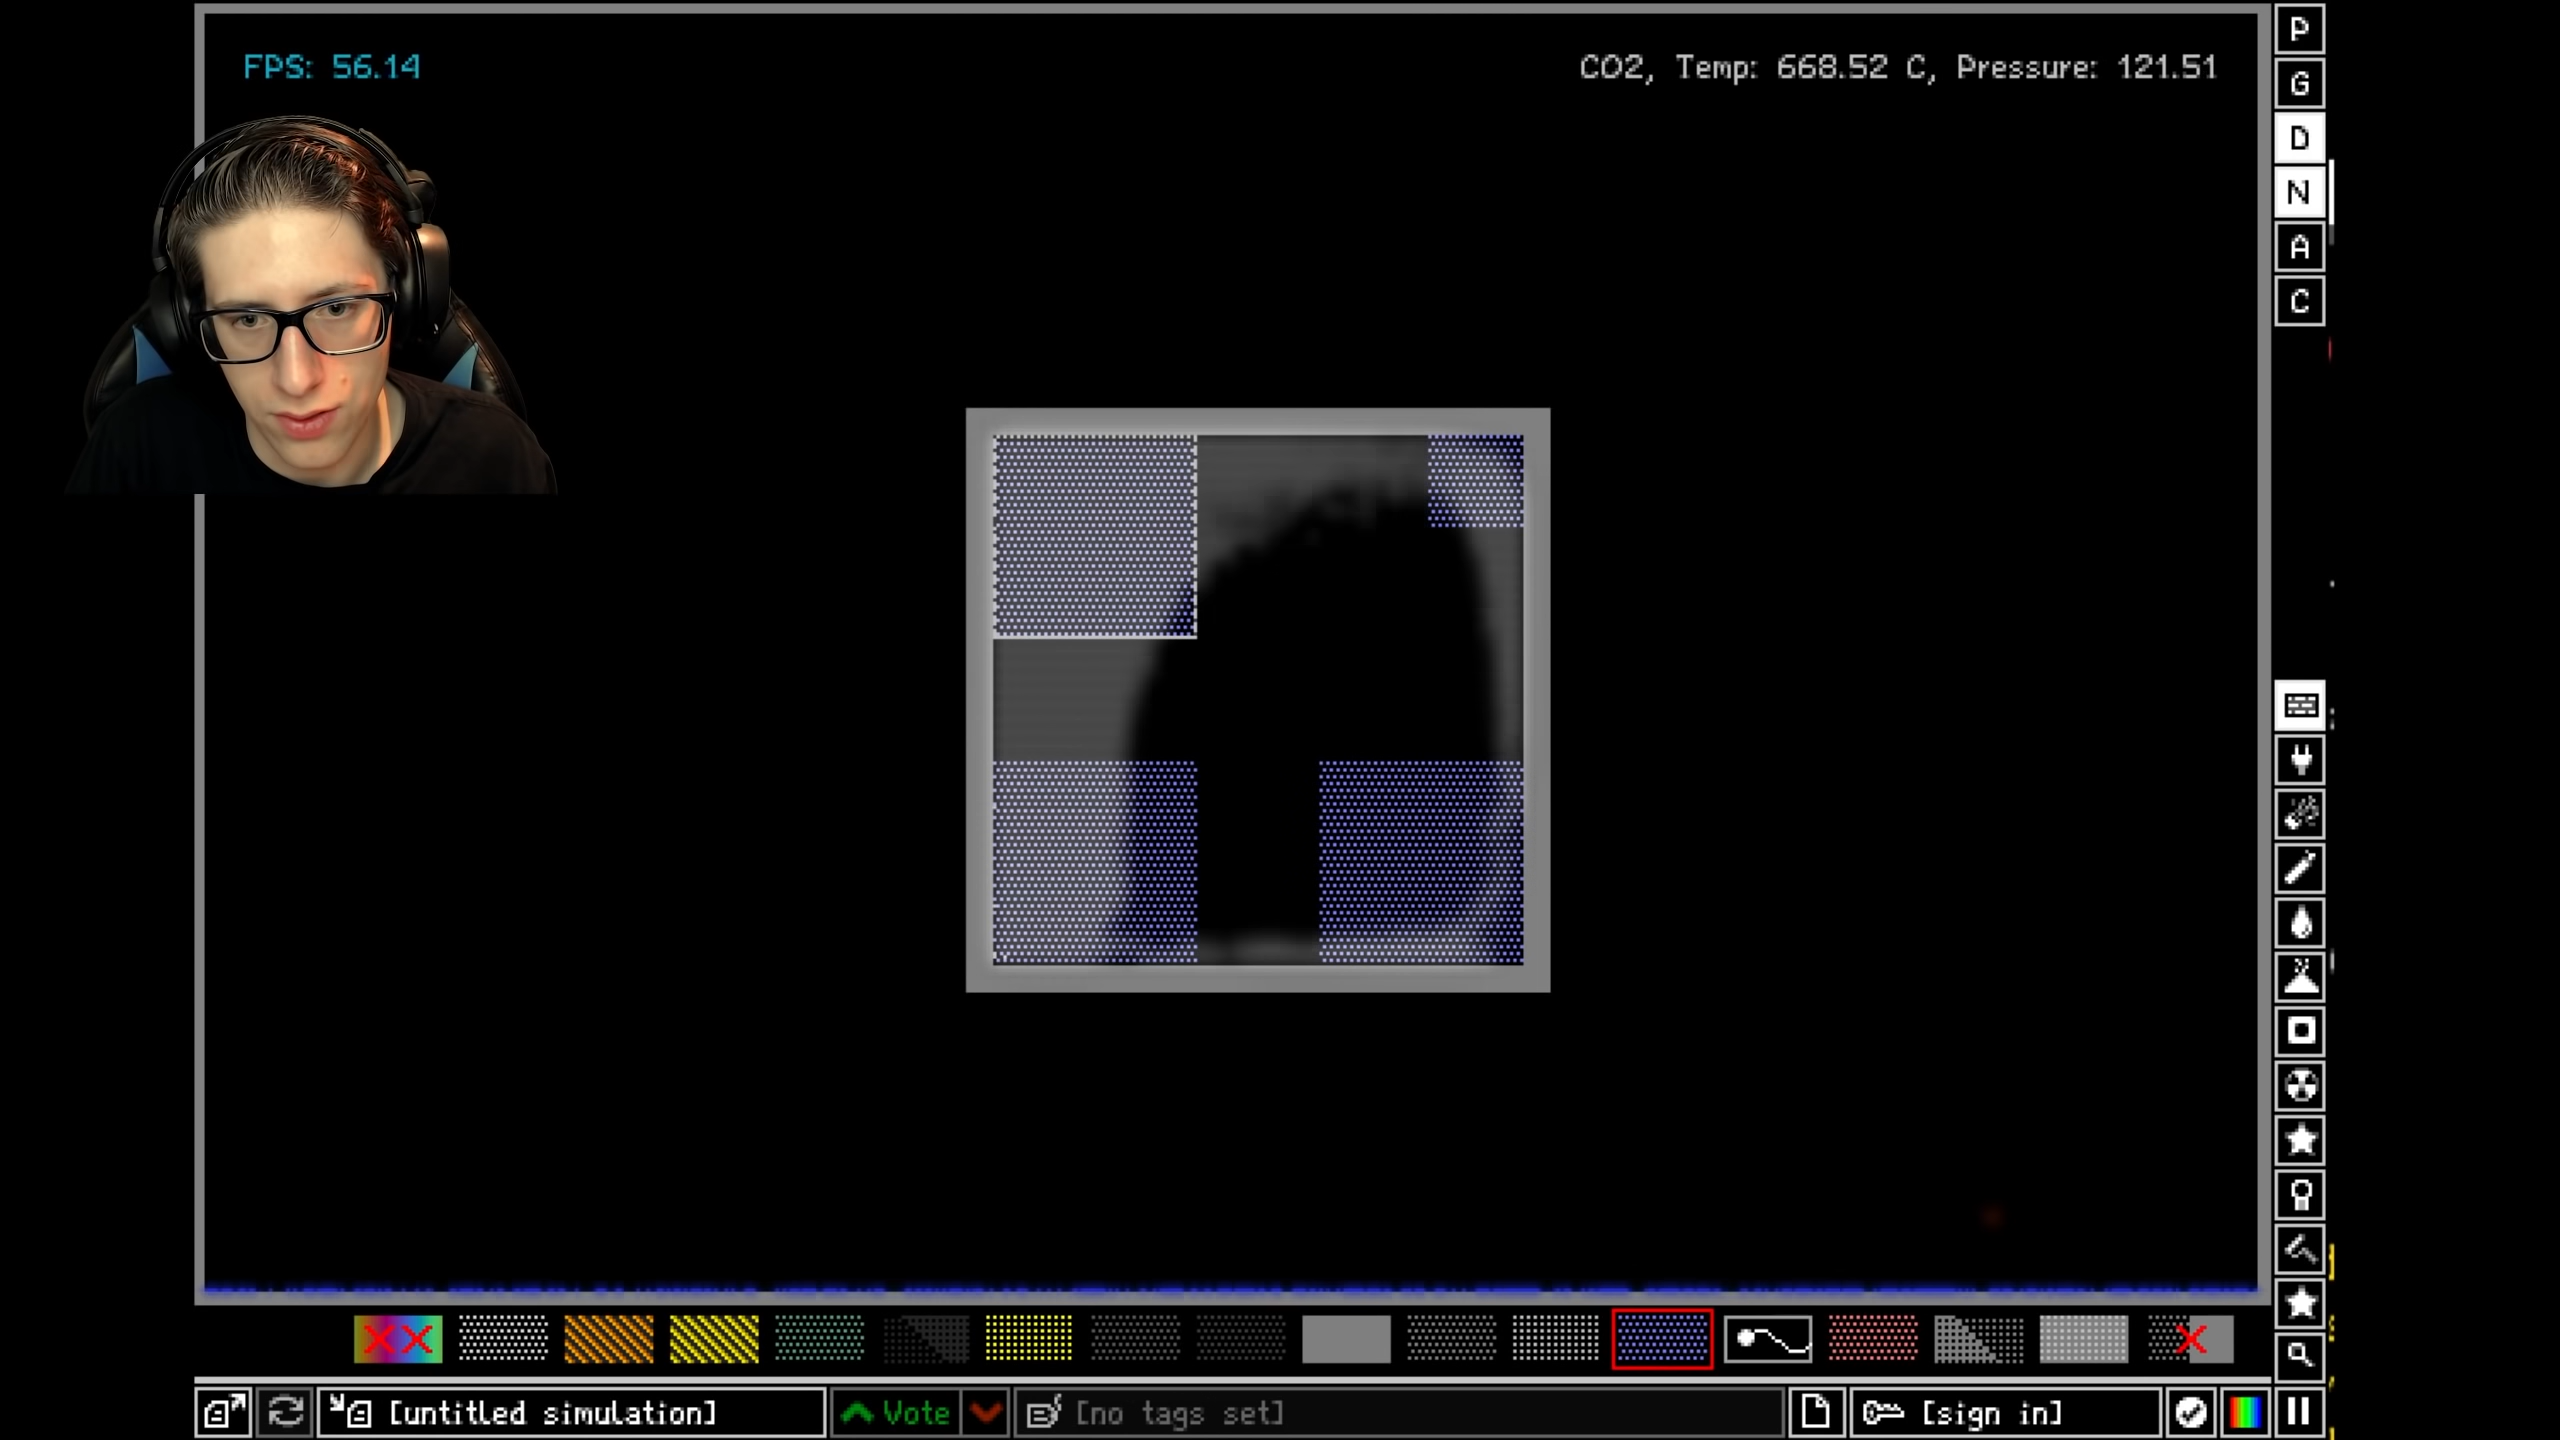 FPS: 56.14
CO2, Temp: 668.52 C, Pressure: 121.51
P
G
D
N
A
C
[untitled simulation]
Vote
[no tags set]
[sign in]